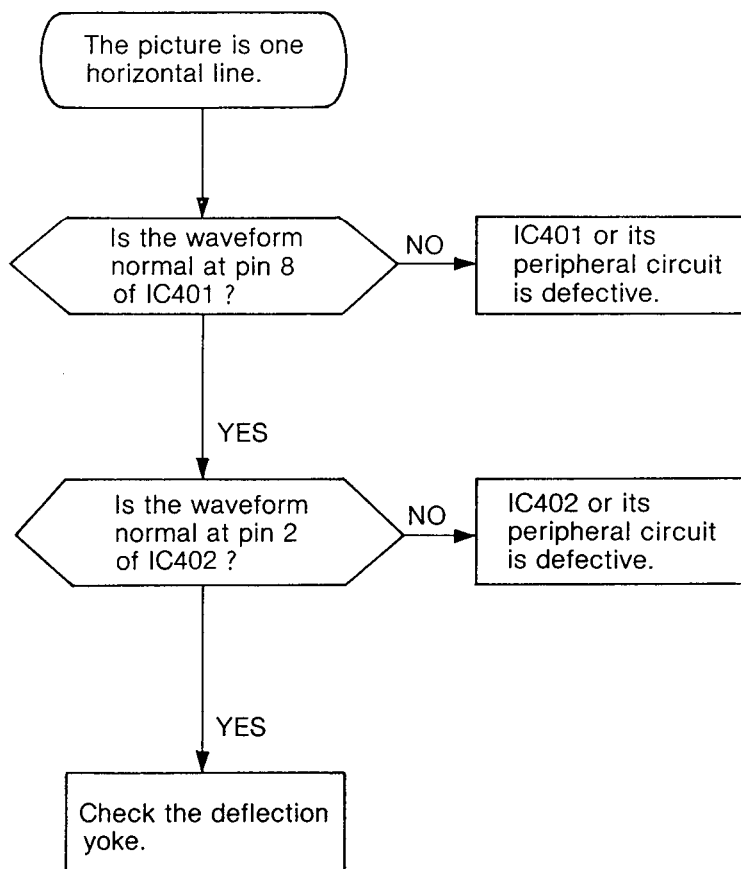 The picture is one
horizontal line.
Is the waveform
normal at pin 8
of IC401 ?
NO
IC401 or its
peripheral circuit
is defective.
YES
Is the waveform
normal at pin 2
of IC402 ?
NO
IC402 or its
peripheral circuit
is defective.
YES
Check the deflection
yoke.